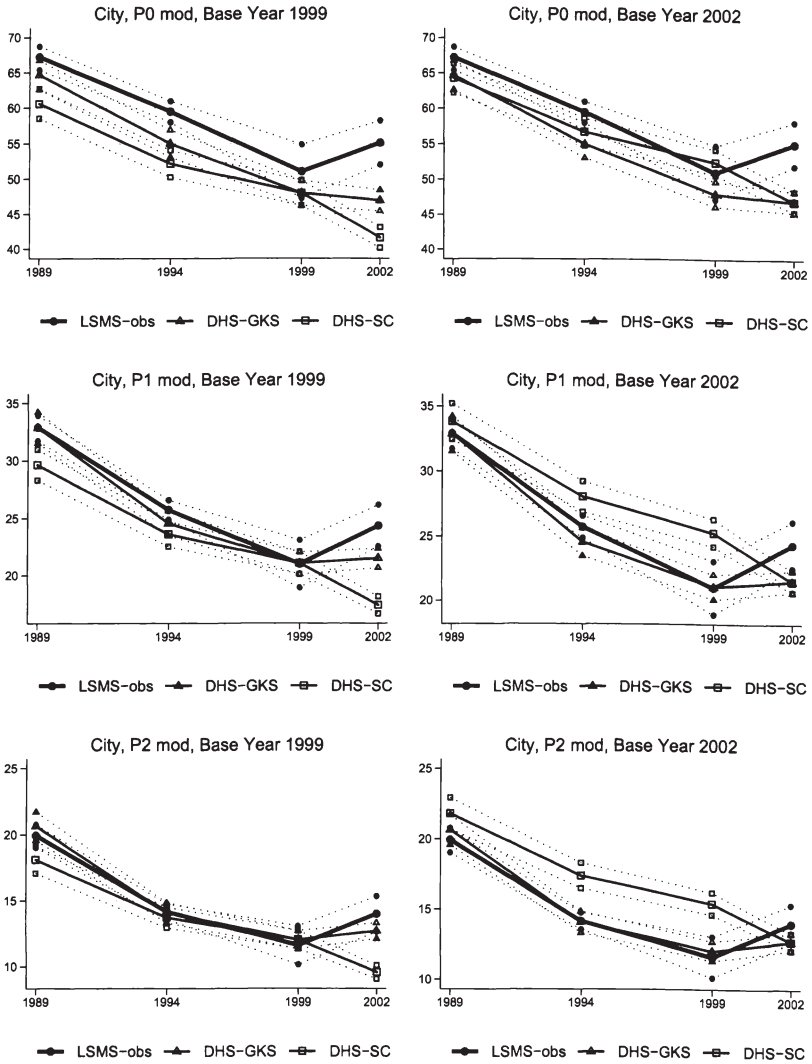 City, P0 mod, Base Year 1999
70
65
60
55
50
45
40
1989
1994
1999
2002
LSMS-obs
DHS-GKS
DHS-SC
City, P0 mod, Base Year 2002
70
65
60
55
50
45
40
1989
1994
1999
2002
LSMS-obs
DHS-GKS
DHS-SC
City, P1 mod, Base Year 1999
35
30
25
20
1989
1994
1999
2002
LSMS-obs
DHS-GKS
DHS-SC
City, P1 mod, Base Year 2002
35
30
25
20
1989
1994
1999
2002
LSMS-obs
DHS-GKS
DHS-SC
City, P2 mod, Base Year 1999
25
20
15
10
1989
1994
1999
2002
LSMS-obs
DHS-GKS
DHS-SC
City, P2 mod, Base Year 2002
25
20
15
10
1989
1994
1999
2002
LSMS-obs
DHS-GKS
DHS-SC